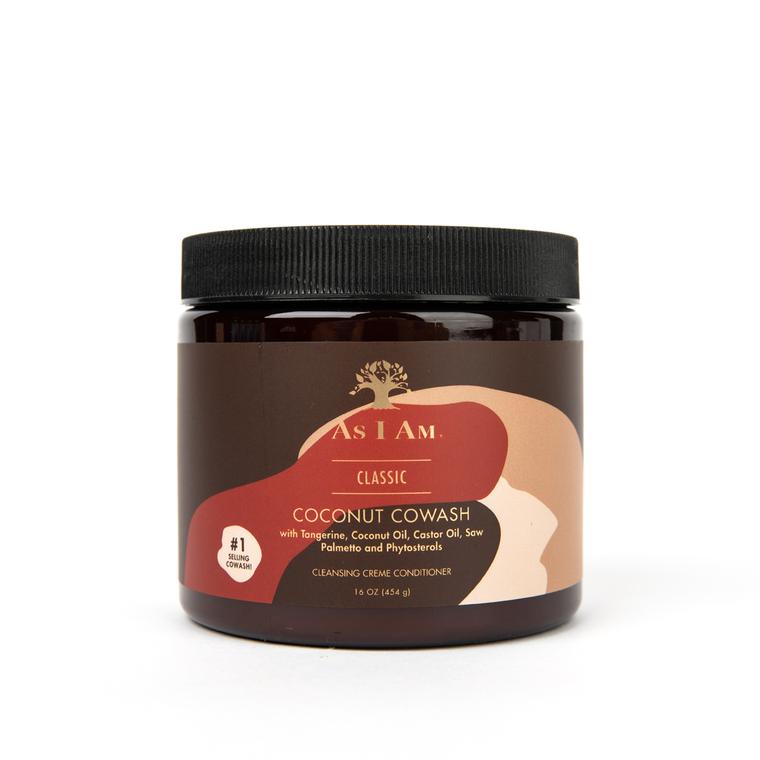 As I Am.
CLASSIC
COCONUT COWASH
with Tangerine, Coconut Oil, Castor Oil, Saw
Palmetto and Phytosterols
CLEANSING CREME CONDITIONER
16 OZ (454 g)
#1
SELLING
COWASH!